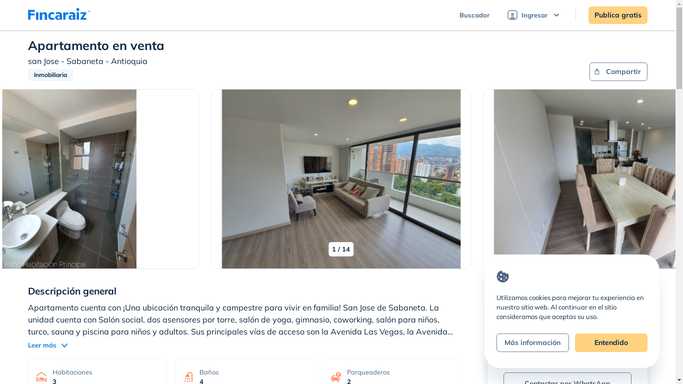 Fincaraiz
Buscador
Ingresar
Publica gratis
Apartamento en venta
san Jose - Sabaneta - Antioquia
Inmobiliaria
Compartir
Habitación Principal
1 / 14
Descripción general
Apartamento cuenta con ¡Una ubicación tranquila y campestre para vivir en familia! San Jose de Sabaneta. La
unidad cuenta con Salón social, dos asensores por torre, salón de yoga, gimnasio, coworking, salón para niños,
turco, sauna y piscina para niños y adultos. Sus principales vías de acceso son la Avenida Las Vegas, la Avenida...
Leer más
Habitaciones
3
Baños
4
Parqueaderos
2
Utilizamos cookies para mejorar tu experiencia en
nuestro sitio web. Al continuar en el sitio
consideramos que aceptas su uso.
Más información
Entendido
Contactar por WhatsApp